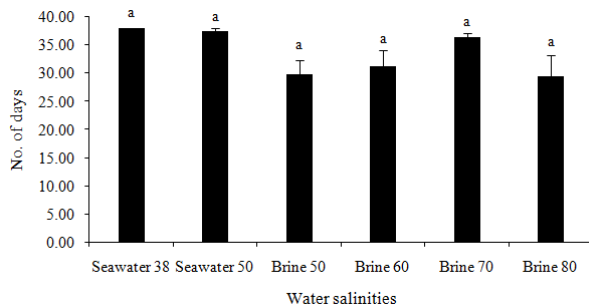 40.00
35.00
30.00
25.00
20.00
15.00
10.00
5.00
0.00
No. of days
a a a a a a
Seawater 38 Seawater 50 Brine 50 Brine 60 Brine 70 Brine 80
Water salinities